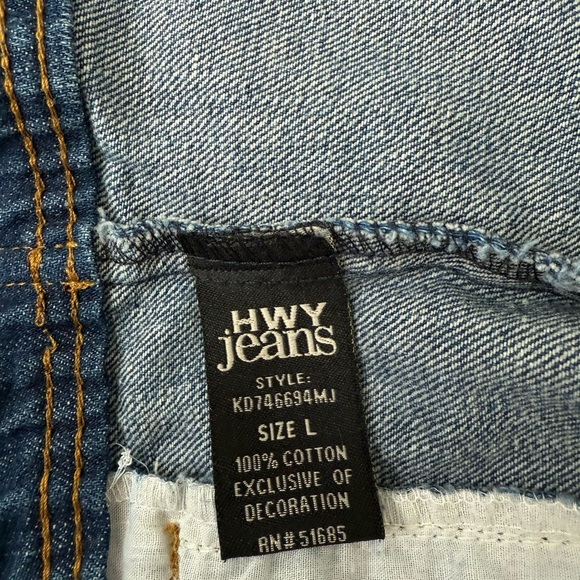 HWY
jeans
STYLE:
KD746694MJ
SIZE L
100% COTTON
EXCLUSIVE OF
DECORATION
RN# 51685